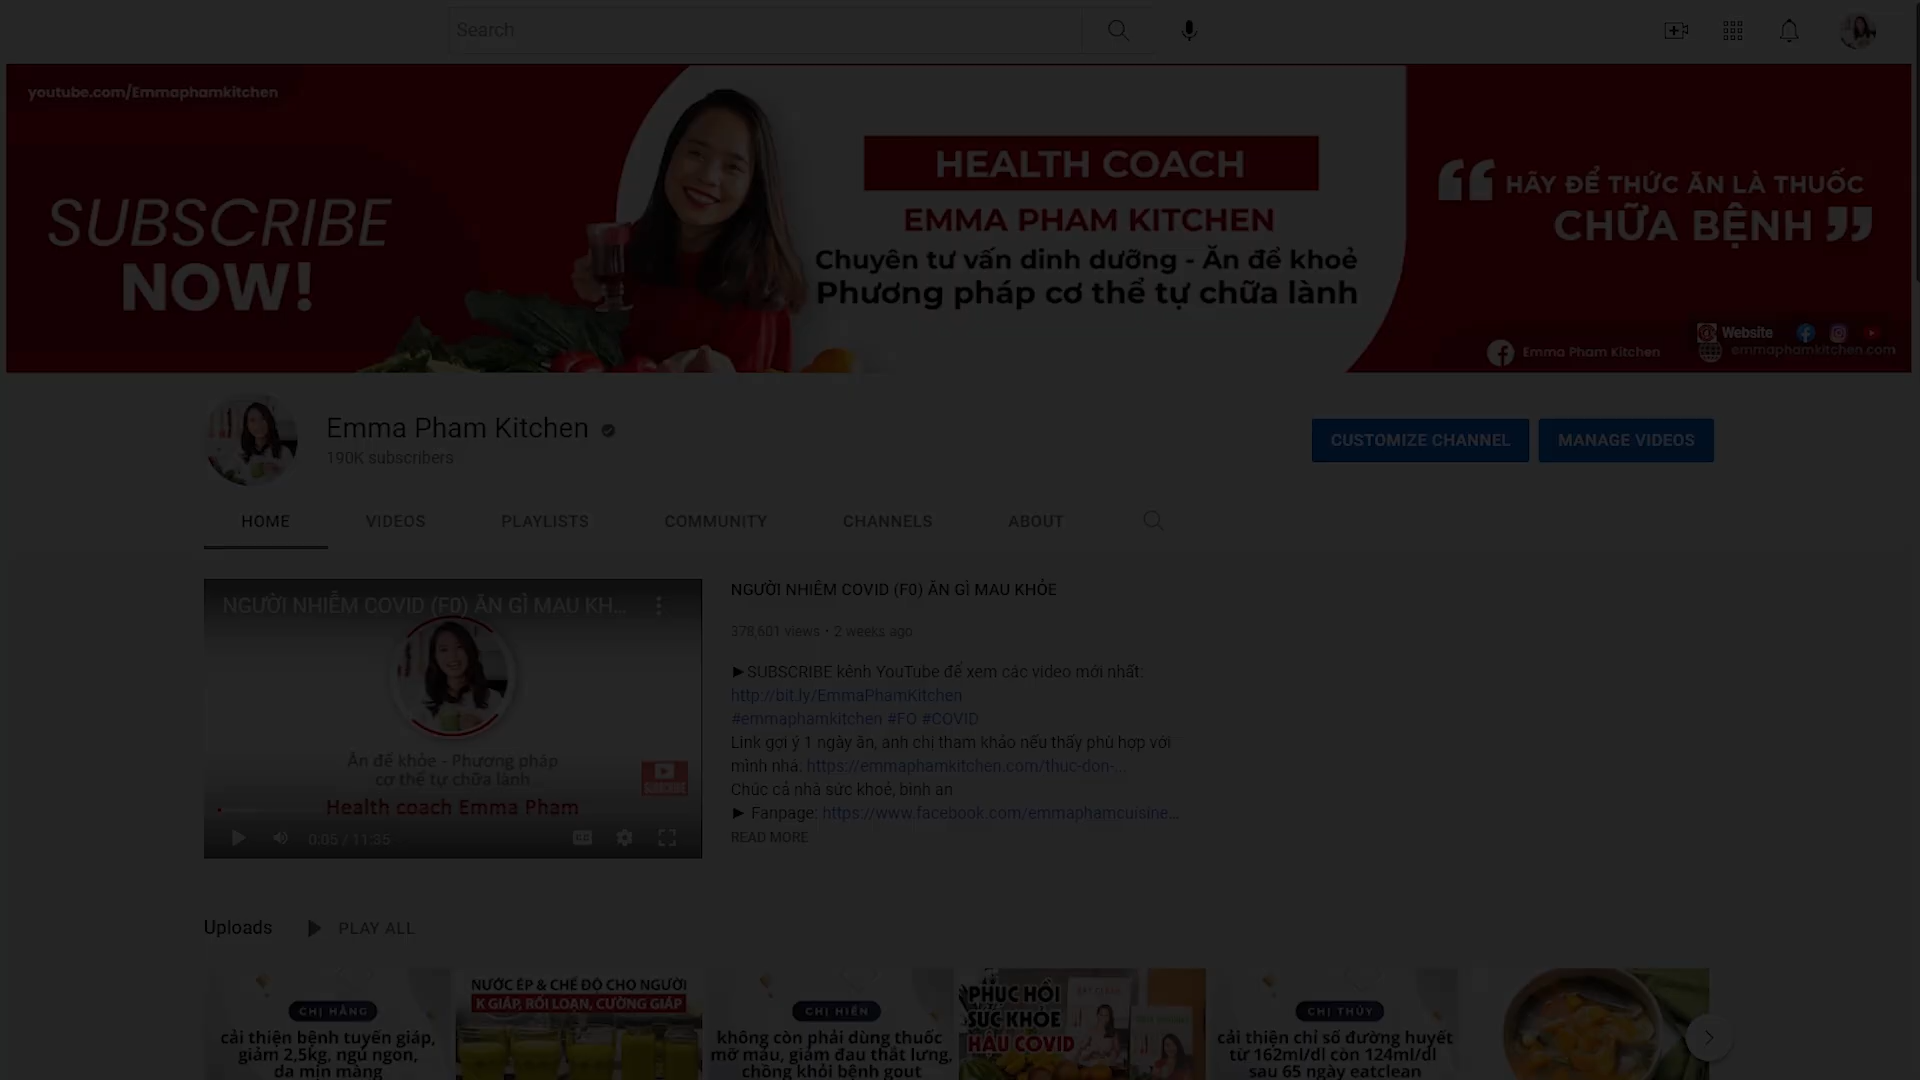 Search
youtube.com/Emmaphamkitchen
SUBSCRIBE
NOW!
HEALTH COACH
EMMA PHAM KITCHEN
Chuyên tư vấn dinh dưỡng - Ăn để khoẻ
Phương pháp cơ thể tự chữa lành
HÃY ĐỂ THỨC ĂN LÀ THUỐC
CHỮA BỆNH
Website
Emma Pham Kitchen
emmaphamkitchen.com
Emma Pham Kitchen
190K subscribers
CUSTOMIZE CHANNEL
MANAGE VIDEOS
HOME
VIDEOS
PLAYLISTS
COMMUNITY
CHANNELS
ABOUT
NGƯỜI NHIỄM COVID (F0) ĂN GÌ MAU KH...
Ăn để khỏe - Phương pháp
cơ thể tự chữa lành
SUBSCRIBE
Health coach Emma Pham
0:05 / 11:35
NGƯỜI NHIỄM COVID (F0) ĂN GÌ MAU KHỎE
378,601 views • 2 weeks ago
►SUBSCRIBE kênh YouTube để xem các video mới nhất:
http://bit.ly/EmmaPhamKitchen
#emmaphamkitchen #FO #COVID
Link gợi ý 1 ngày ăn, anh chị tham khảo nếu thấy phù hợp với
mình nhá. https://emmaphamkitchen.com/thuc-don-...
Chúc cả nhà sức khoẻ, bình an
► Fanpage: https://www.facebook.com/emmaphamcuisine...
READ MORE
Uploads
PLAY ALL
CHỊ HẰNG
cải thiện bệnh tuyến giáp,
giảm 2,5kg, ngủ ngon,
da mịn màng
NƯỚC ÉP & CHẾ ĐỘ CHO NGƯỜI
K GIÁP, RỐI LOẠN, CƯỜNG GIÁP
CHỊ HIỀN
không còn phải dùng thuốc
mỡ máu, giảm đau thắt lưng,
chồng khỏi bệnh gout
PHỤC HỒI
SỨC KHỎE
HẬU COVID
CHỊ THỦY
cải thiện chỉ số đường huyết
từ 162ml/dl còn 124ml/dl
sau 65 ngày eatclean